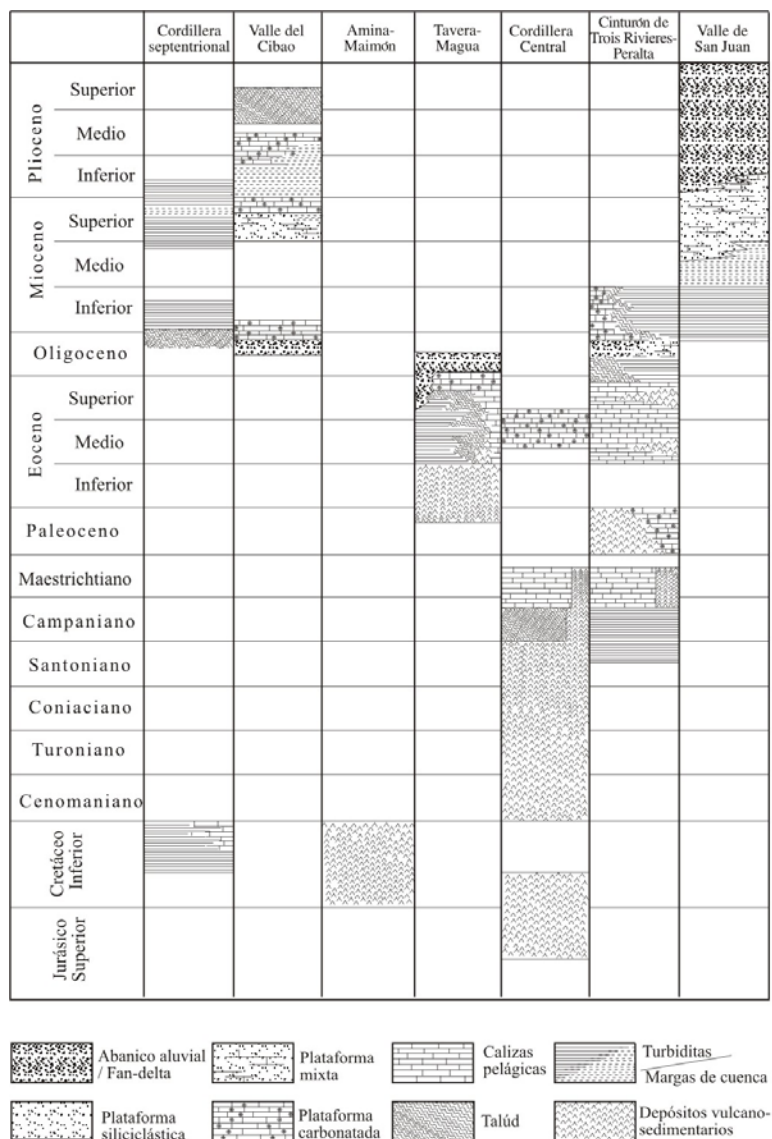 Cordillera septentrional
Valle del Cibao
Amina-Maimón
Tavera-Magua
Cordillera Central
Cinturón de Trois Rivieres-Peralta
Valle de San Juan
Plioceno
Superior
Medio
Inferior
Mioceno
Superior
Medio
Inferior
Oligoceno
Eoceno
Superior
Medio
Inferior
Paleoceno
Maestrichtiano
Campaniano
Santoniano
Coniaciano
Turoniano
Cenomaniano
Cretáceo
Inferior
Jurásico
Superior
Abanico aluvial
/ Fan-delta
Plataforma
mixta
Calizas
pelágicas
Turbiditas
Margas de cuenca
Plataforma
siliciclástica
Plataforma
carbonatada
Talúd
Depósitos vulcano-
sedimentarios